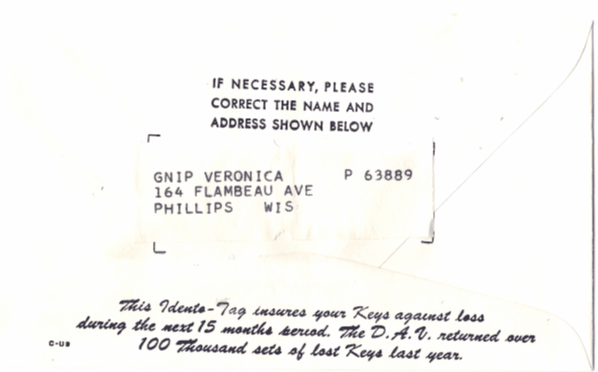 IF NECESSARY, PLEASE
CORRECT THE NAME AND
ADDRESS SHOWN BELOW
GNIP VERONICA P 63889
164 FLAMBEAU AVE
PHILLIPS WIS
This Idento-Tag insures your Keys against loss
during the next 15 months period. The D.A.V. returned over
100 Thousand sets of lost Keys last year.
C-UB